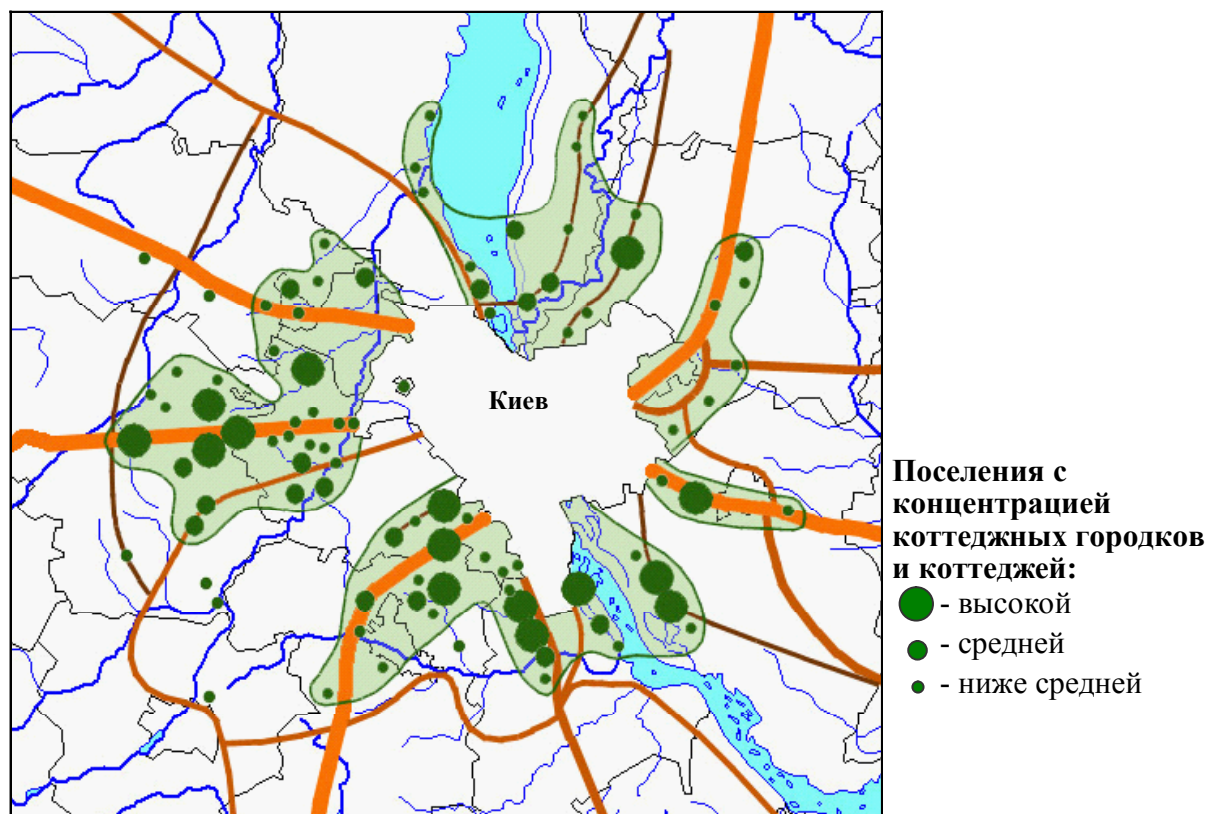 Киев
Поселения с
концентрацией
коттеджных городков
и коттеджей:
- высокой
- средней
- ниже средней